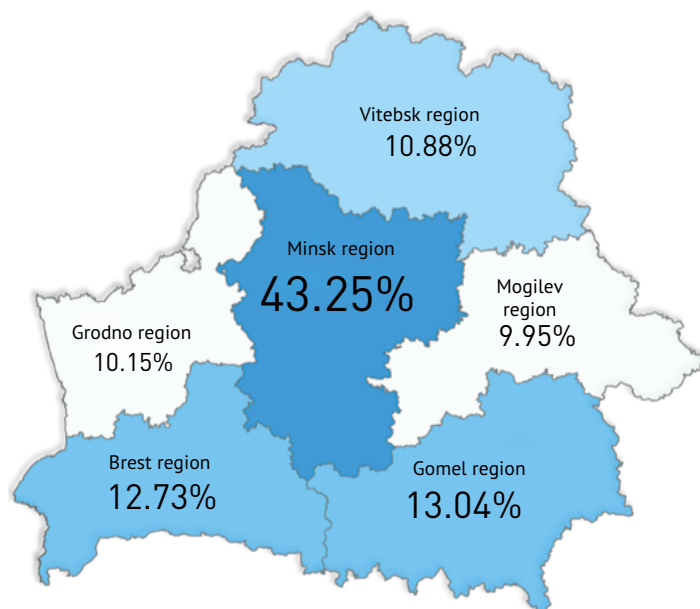 Vitebsk region
10.88%
Minsk region
43.25%
Mogilev
region
9.95%
Grodno region
10.15%
Brest region
12.73%
Gomel region
13.04%